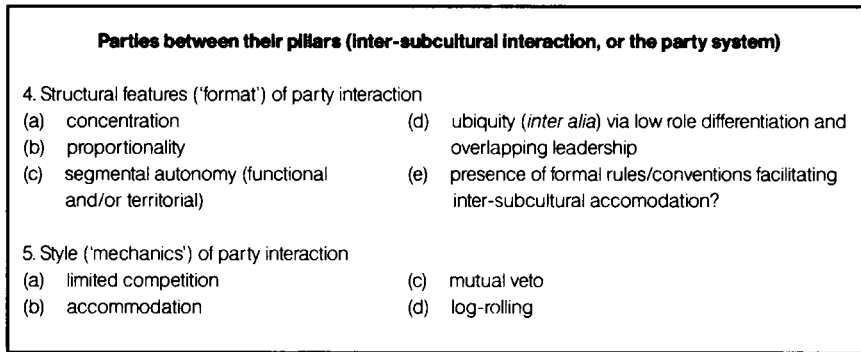 Parties between their pillars (inter-subcultural interaction, or the party system)
4. Structural features ('format') of party interaction
(a) concentration
(b) proportionality
(c) segmental autonomy (functional
and/or territorial)
(d) ubiquity (inter alia) via low role differentiation and
overlapping leadership
(e) presence of formal rules/conventions facilitating
inter-subcultural accomodation?
5. Style ('mechanics') of party interaction
(a) limited competition
(b) accommodation
(c) mutual veto
(d) log-rolling